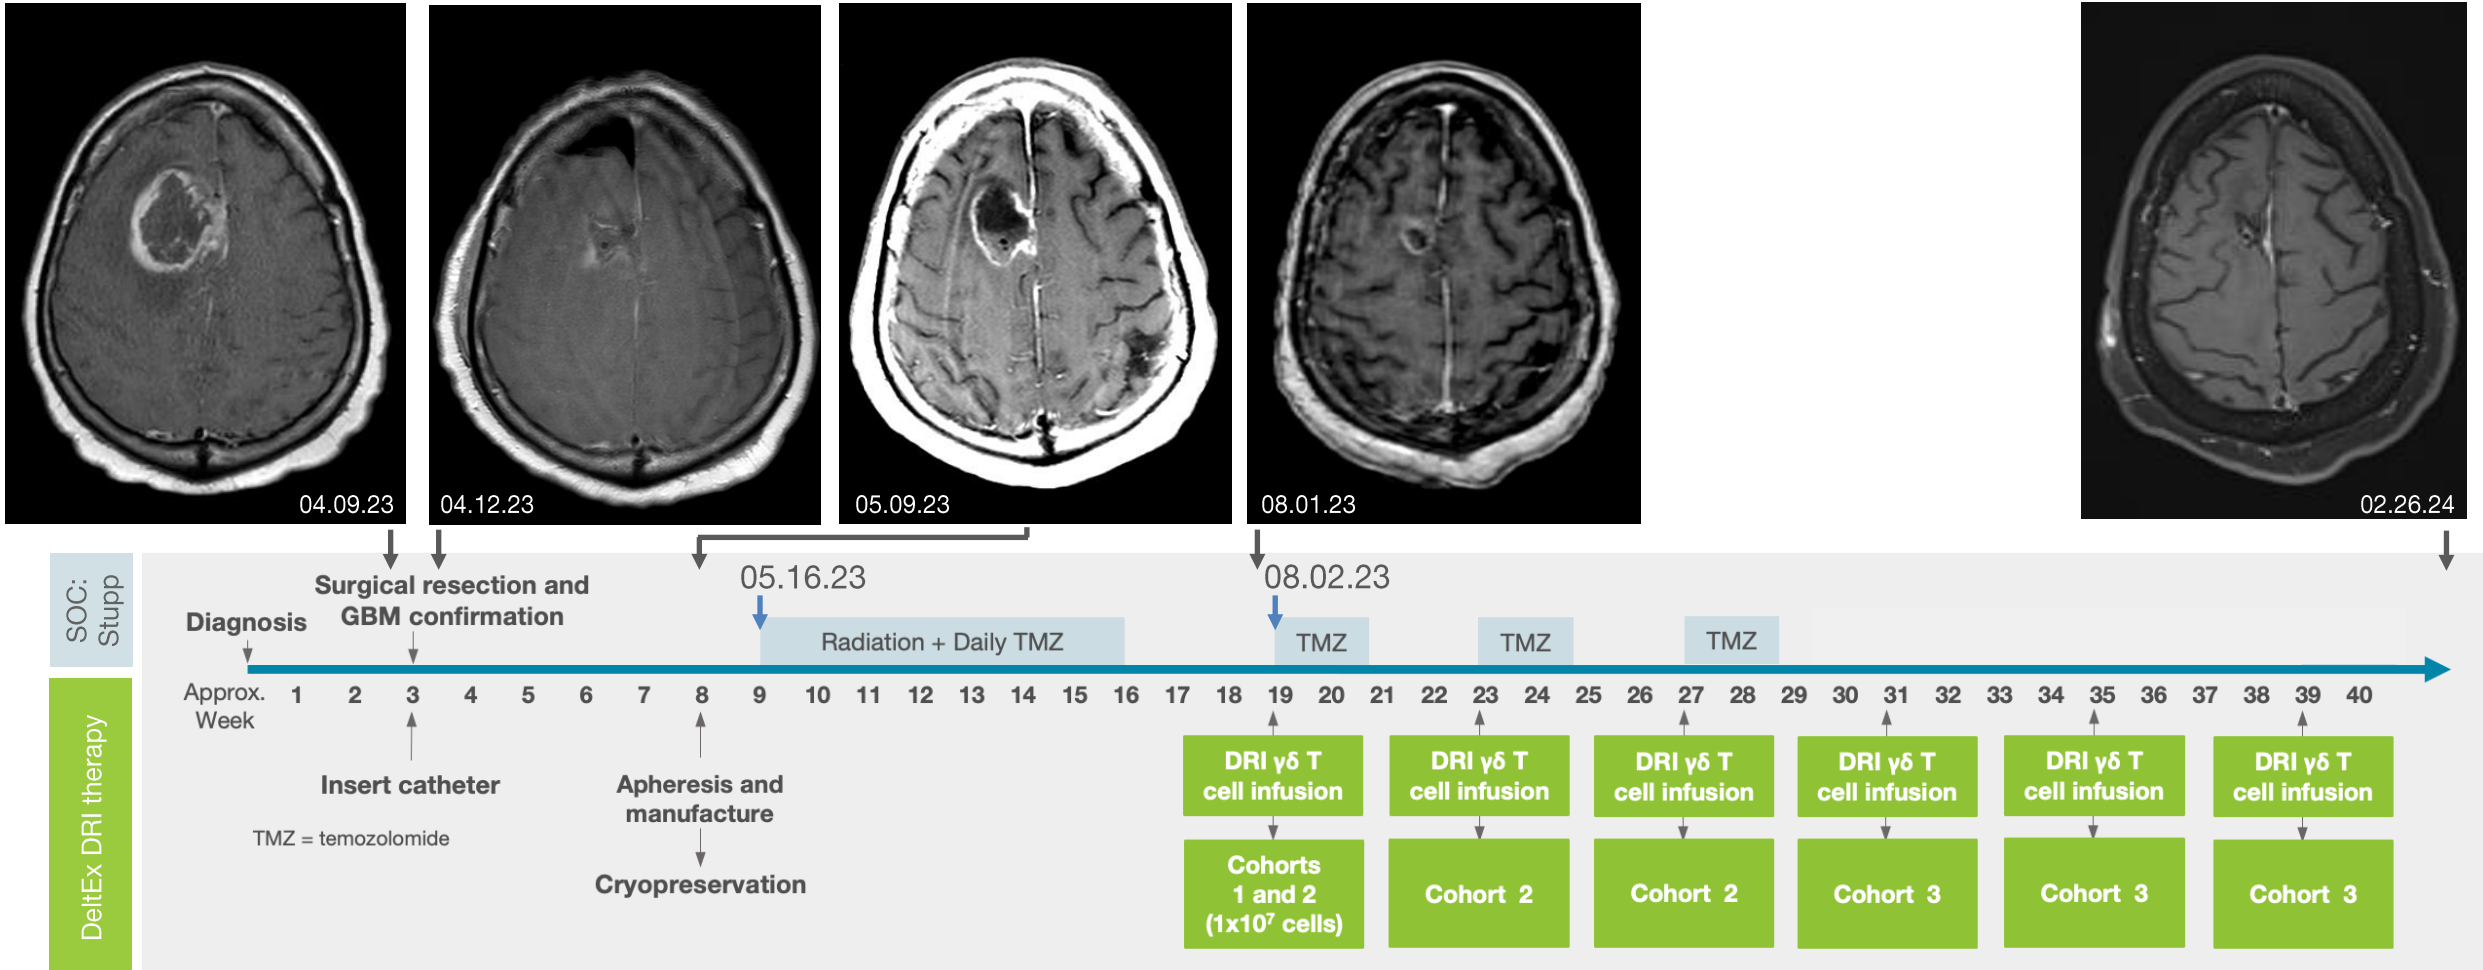 04.09.23
04.12.23
05.09.23
08.01.23
02.26.24
SOC:
Stupp
Diagnosis
Surgical resection and
GBM confirmation
05.16.23
08.02.23
Radiation + Daily TMZ
TMZ
TMZ
TMZ
Approx.
Week
1 2 3 4 5 6 7 8 9 10 11 12 13 14 15 16 17 18 19 20 21 22 23 24 25 26 27 28 29 30 31 32 33 34 35 36 37 38 39 40
DeltEx DRI therapy
Insert catheter
TMZ = temozolomide
Apheresis and
manufacture
Cryopreservation
DRI γδ T
cell infusion
DRI γδ T
cell infusion
DRI γδ T
cell infusion
DRI γδ T
cell infusion
DRI γδ T
cell infusion
DRI γδ T
cell infusion
Cohorts
1 and 2
(1x10⁷ cells)
Cohort 2
Cohort 2
Cohort 3
Cohort 3
Cohort 3